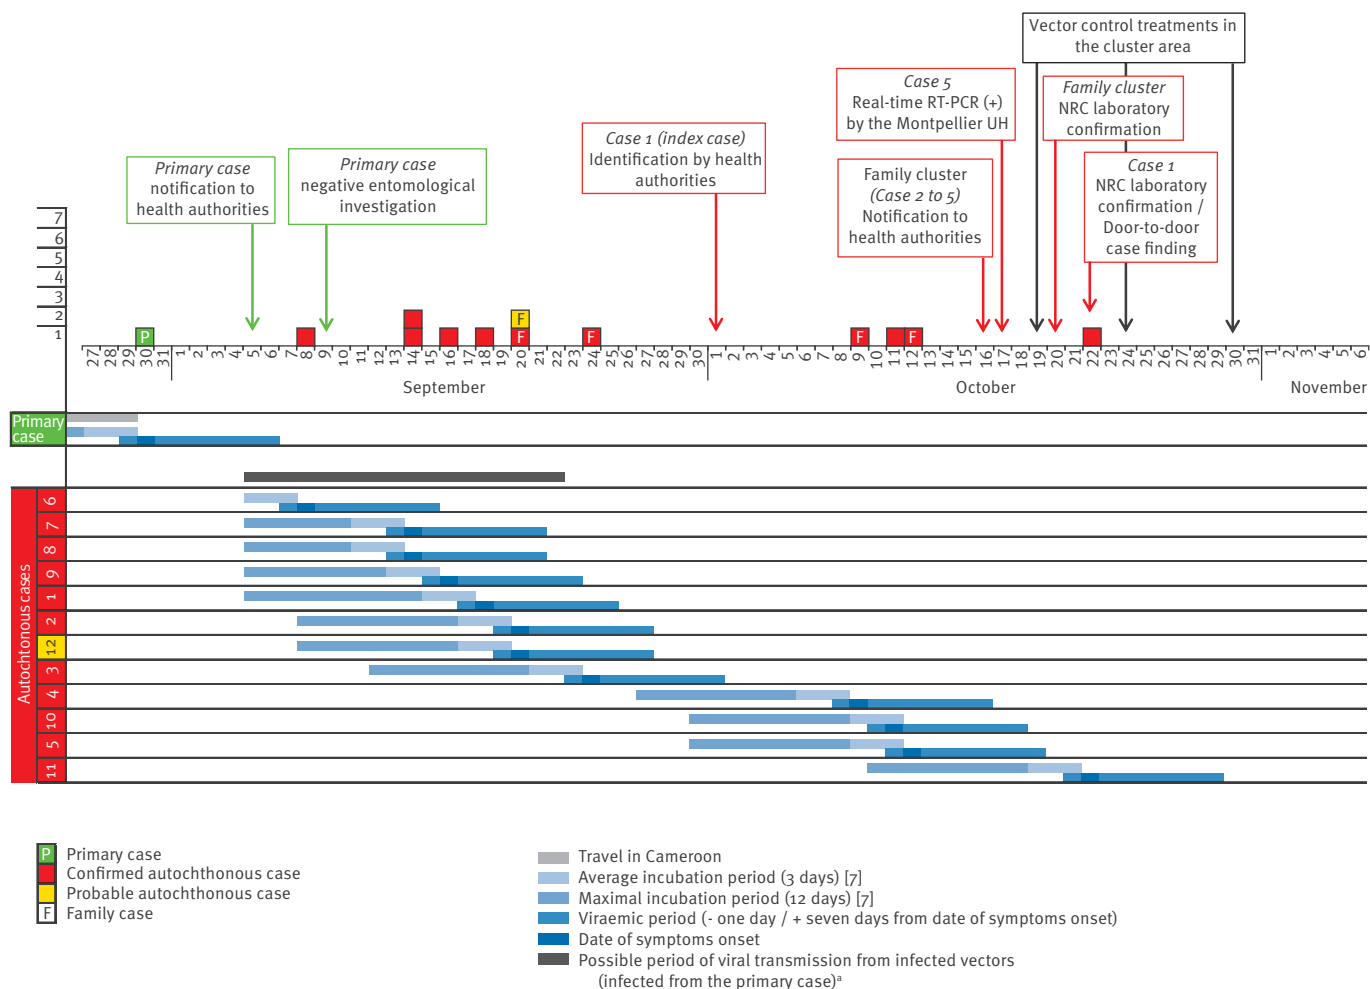 Vector control treatments in
the cluster area
Case 5
Real-time RT-PCR (+)
by the Montpellier UH
Family cluster
NRC laboratory
confirmation
Case 1 (index case)
Identification by health
authorities
Primary case
notification to
health authorities
Primary case
negative entomological
investigation
Family cluster
(Case 2 to 5)
Notification to
health authorities
Case 1
NRC laboratory
confirmation /
Door-to-door
case finding
7
6
5
4
3
2
1
P
F
F
F
F
F
27 28 29 30 31 1 2 3 4 5 6 7 8 9 10 11 12 13 14 15 16 17 18 19 20 21 22 23 24 25 26 27 28 29 30 1 2 3 4 5 6 7 8 9 10 11 12 13 14 15 16 17 18 19 20 21 22 23 24 25 26 27 28 29 30 31 1 2 3 4 5 6
September October November
Primary
case
Autochtonous cases
6
7
8
9
1
2
12
3
4
10
5
11
P Primary case
Confirmed autochthonous case
Probable autochthonous case
F Family case
Travel in Cameroon
Average incubation period (3 days) [7]
Maximal incubation period (12 days) [7]
Viraemic period (- one day / + seven days from date of symptoms onset)
Date of symptoms onset
Possible period of viral transmission from infected vectors
(infected from the primary case)ᵃ